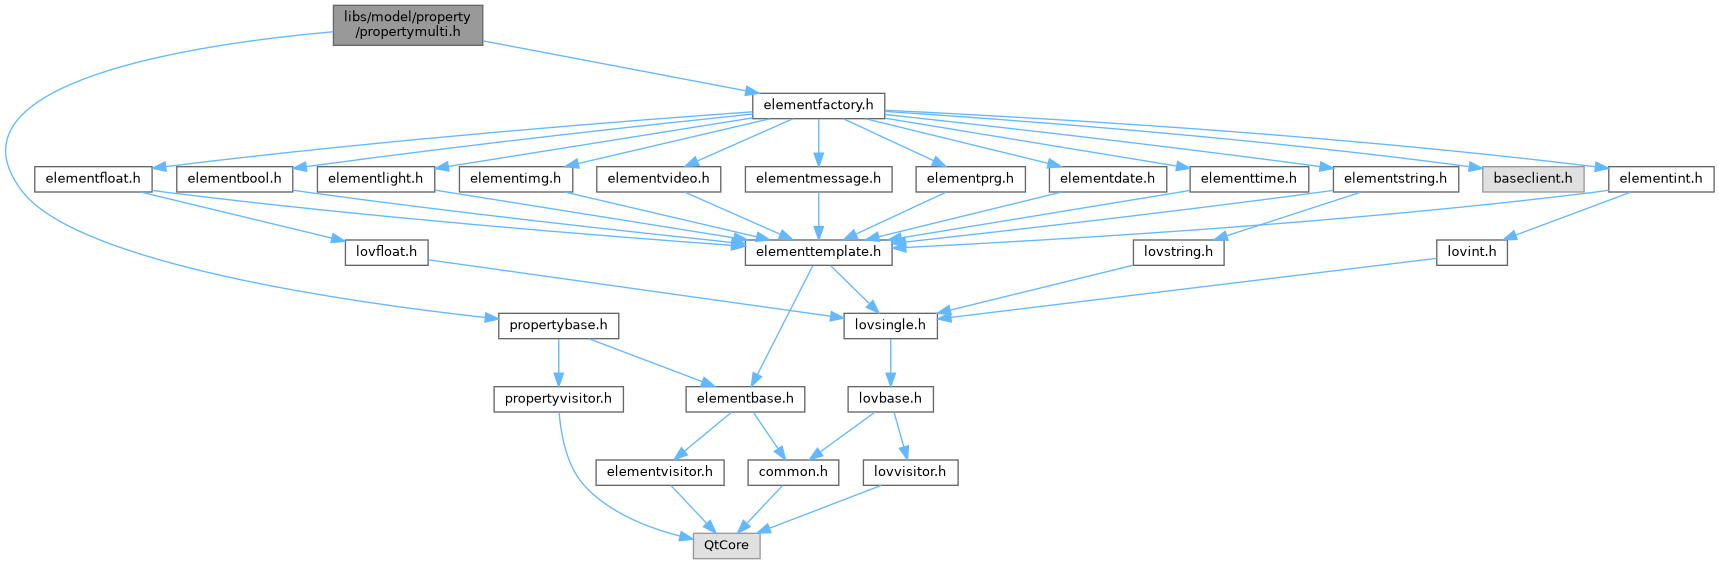 libs/model/property
/propertymulti.h
elementfactory.h
elementfloat.h
elementbool.h
elementlight.h
elementimg.h
elementvideo.h
elementmessage.h
elementprg.h
elementdate.h
elementtime.h
elementstring.h
baseclient.h
elementint.h
lovfloat.h
elementtemplate.h
lovstring.h
lovint.h
propertybase.h
lovsingle.h
propertyvisitor.h
elementbase.h
lovbase.h
elementvisitor.h
common.h
lovvisitor.h
QtCore